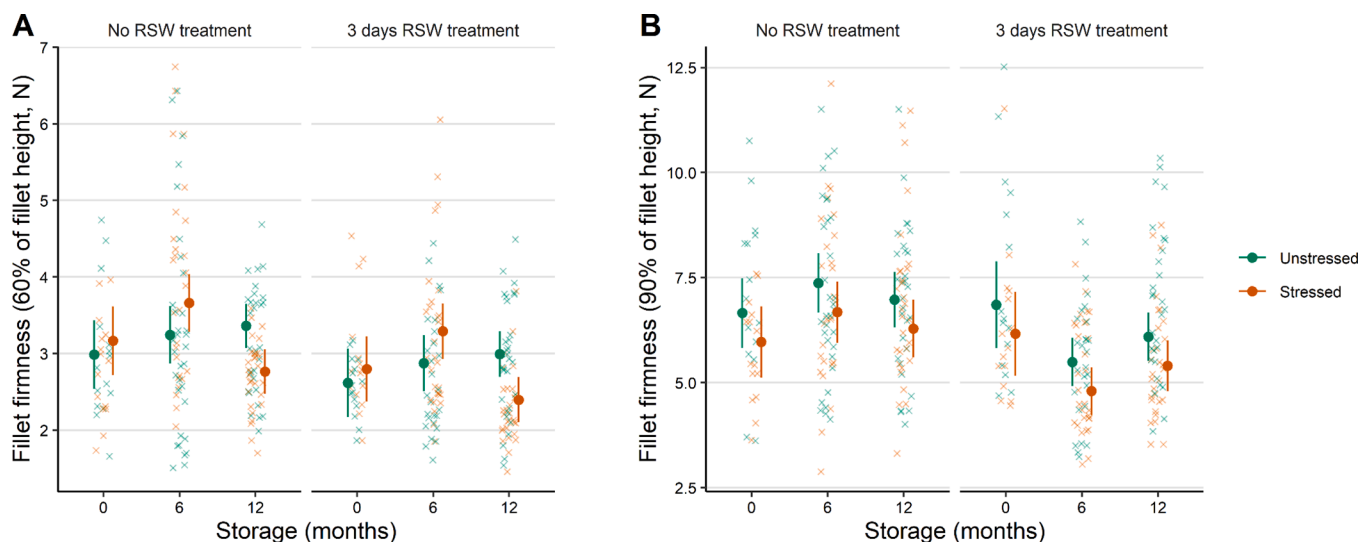 A
No RSW treatment
3 days RSW treatment
Fillet firmness (60% of fillet height, N)
7
6
5
4
3
2
0
6
12
0
6
12
Storage (months)
B
No RSW treatment
3 days RSW treatment
Fillet firmness (90% of fillet height, N)
12.5
10.0
7.5
5.0
2.5
0
6
12
0
6
12
Storage (months)
Unstressed
Stressed